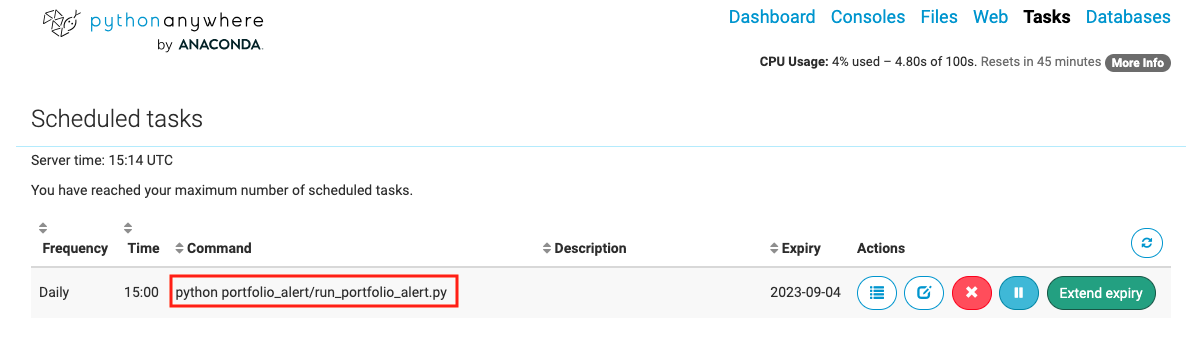 pythonanywhere
by ANACONDA.
Dashboard Consoles Files Web Tasks Databases
CPU Usage: 4% used – 4.80s of 100s. Resets in 45 minutes More Info
Scheduled tasks
Server time: 15:14 UTC
You have reached your maximum number of scheduled tasks.
Frequency Time Command Description Expiry Actions
Daily 15:00 python portfolio_alert/run_portfolio_alert.py 2023-09-04 Extend expiry